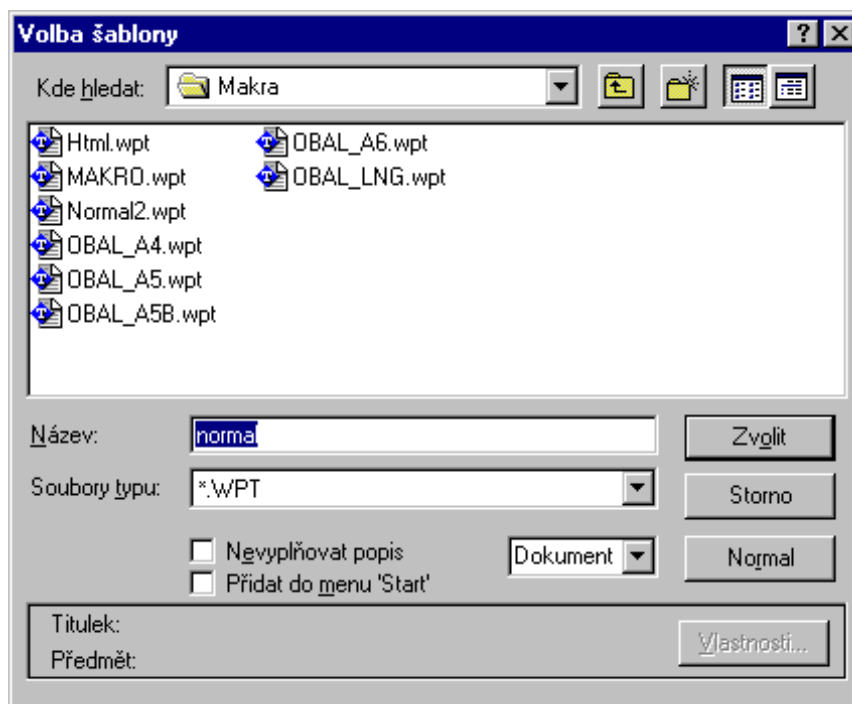 Volba šablony
Kde hledat: Makra
Html.wpt OBAL_A6.wpt
MAKRO.wpt OBAL_LNG.wpt
Normal2.wpt
OBAL_A4.wpt
OBAL_A5.wpt
OBAL_A5B.wpt
Název: normal Zvolit
Soubory typu: *.WPT Storno
Nevyplňovat popis Dokument Normal
Přidat do menu 'Start'
Titulek:
Předmět: Vlastnosti...